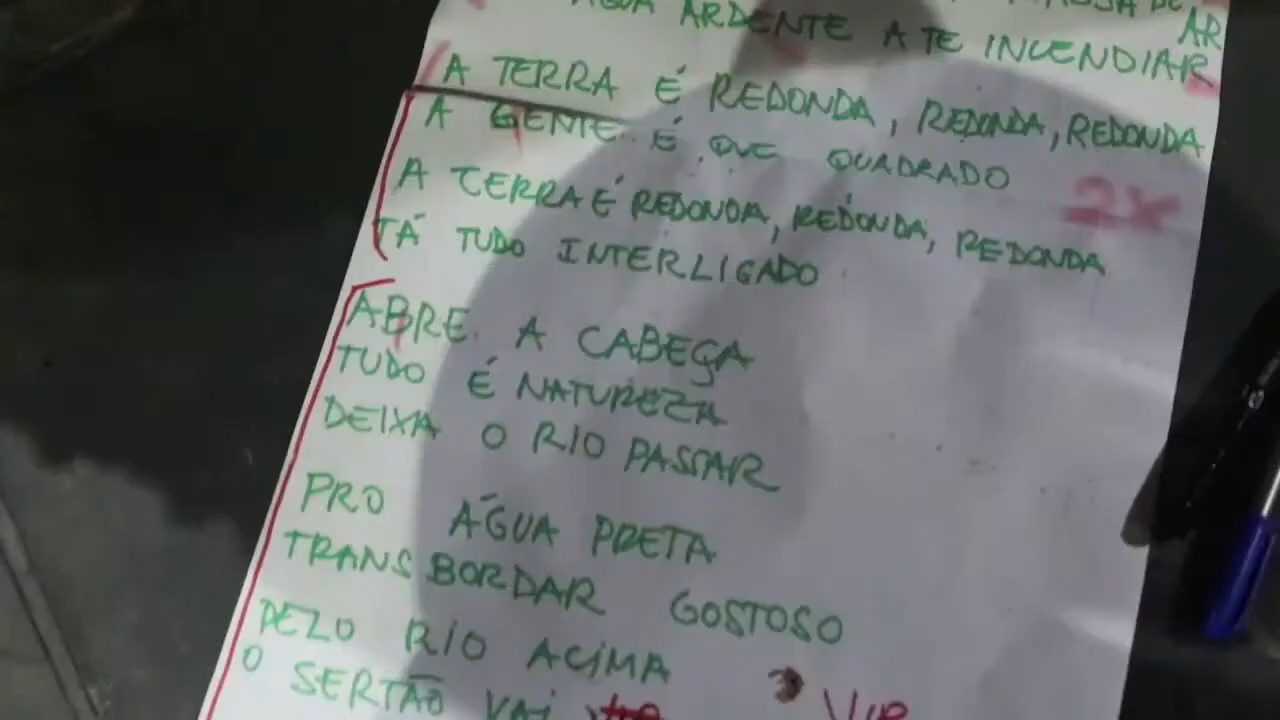 ÁGUA ARDENTE A TE INCENDIAR
AR
A TERRA É REDONDA, REDONDA, REDONDA
A GENTE É QUE QUADRADO
2X
A TERRA É REDONDA, REDONDA, REDONDA
TÁ TUDO INTERLIGADO
ABRE A CABEÇA
TUDO É NATUREZA
DEIXA O RIO PASSAR
PRO ÁGUA PRETA
TRANSBORDAR GOSTOSO
PELO RIO ACIMA
O SERTÃO VAI